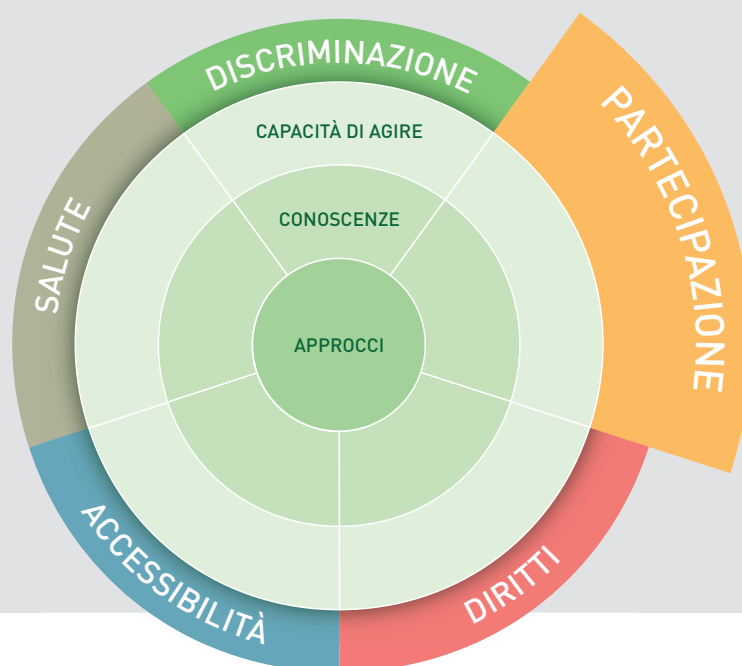 DISCRIMINAZIONE
PARTECIPAZIONE
CAPACITÀ DI AGIRE
CONOSCENZE
SALUTE
APPROCCI
ACCESSIBILITÀ
DIRITTI